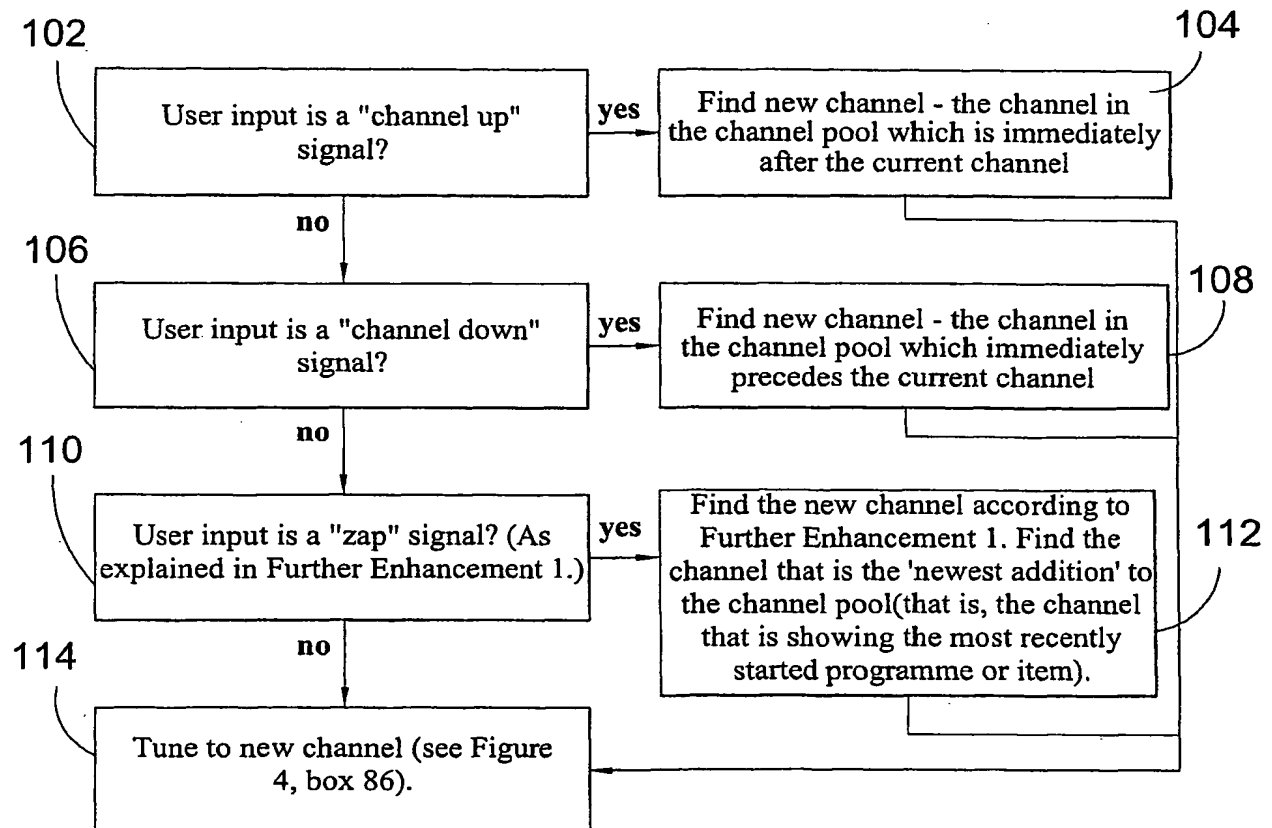 102
104
User input is a "channel up"
signal?
yes
Find new channel - the channel in
the channel pool which is immediately
after the current channel
no
106
108
User input is a "channel down"
signal?
yes
Find new channel - the channel in
the channel pool which immediately
precedes the current channel
no
110
112
User input is a "zap" signal? (As
explained in Further Enhancement 1.)
yes
Find the new channel according to
Further Enhancement 1. Find the
channel that is the 'newest addition' to
the channel pool(that is, the channel
that is showing the most recently
started programme or item).
no
114
Tune to new channel (see Figure
4, box 86).